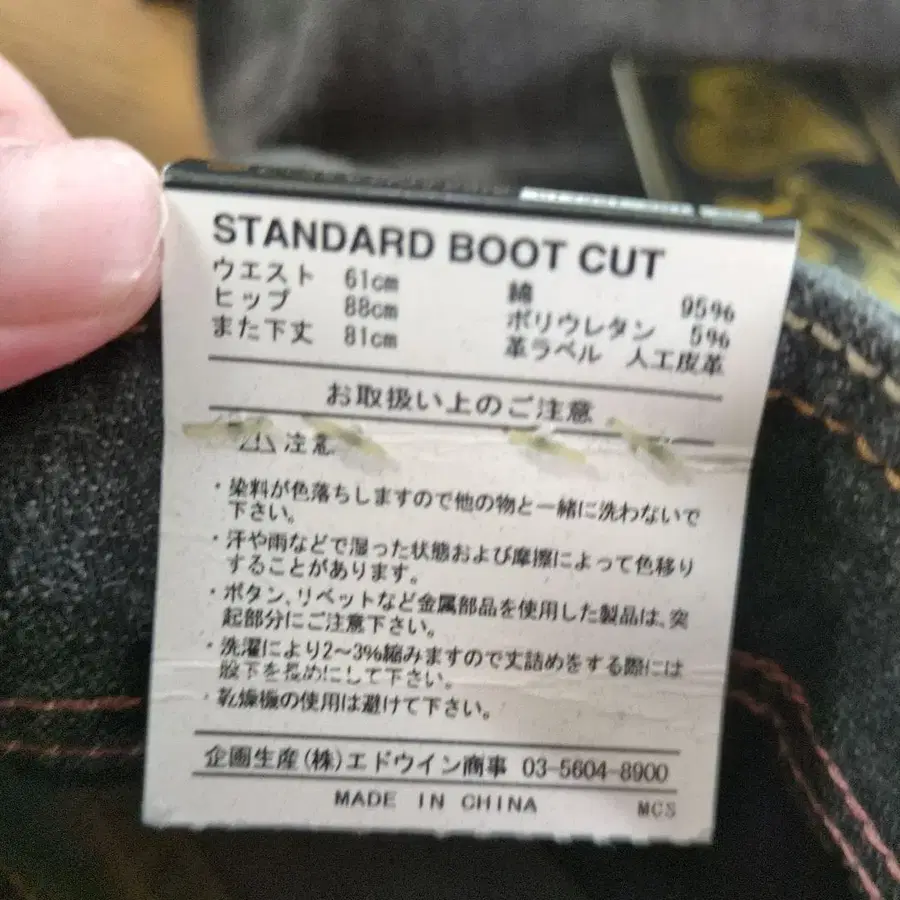 STANDARD BOOT CUT
ウエスト 61cm
ヒップ 88cm
また下丈 81cm
綿 95%
ポリウレタン 5%
革ラベル 人工皮革
お取扱い上のご注意
⚠ 注意
・染料が色落ちしますので他の物と一緒に洗わないで
下さい。
・汗や雨などで湿った状態および摩擦によって色移り
することがあります。
・ボタン、リベットなど金属部品を使用した製品は、突
起部分にご注意下さい。
・洗濯により2〜3%縮みますので丈詰めをする際には
股下を長めにして下さい。
・乾燥機の使用は避けて下さい。
企画生産(株)エドウイン商事 03-5604-8900
MADE IN CHINA MCS